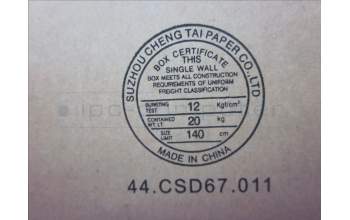 SUZHOU CHENG TAI PAPER CO.,LTD
BOX CERTIFICATE
THIS
SINGLE WALL
BOX MEETS ALL CONSTRUCTION
REQUIREMENTS OF UNIFORM
FREIGHT CLASSIFICATION
BURSTING TEST 12 Kgf/cm²
CONTAINED WT. LT. 20 kg
SIZE LIMIT 140 cm
MADE IN CHINA
44.CSD67.011